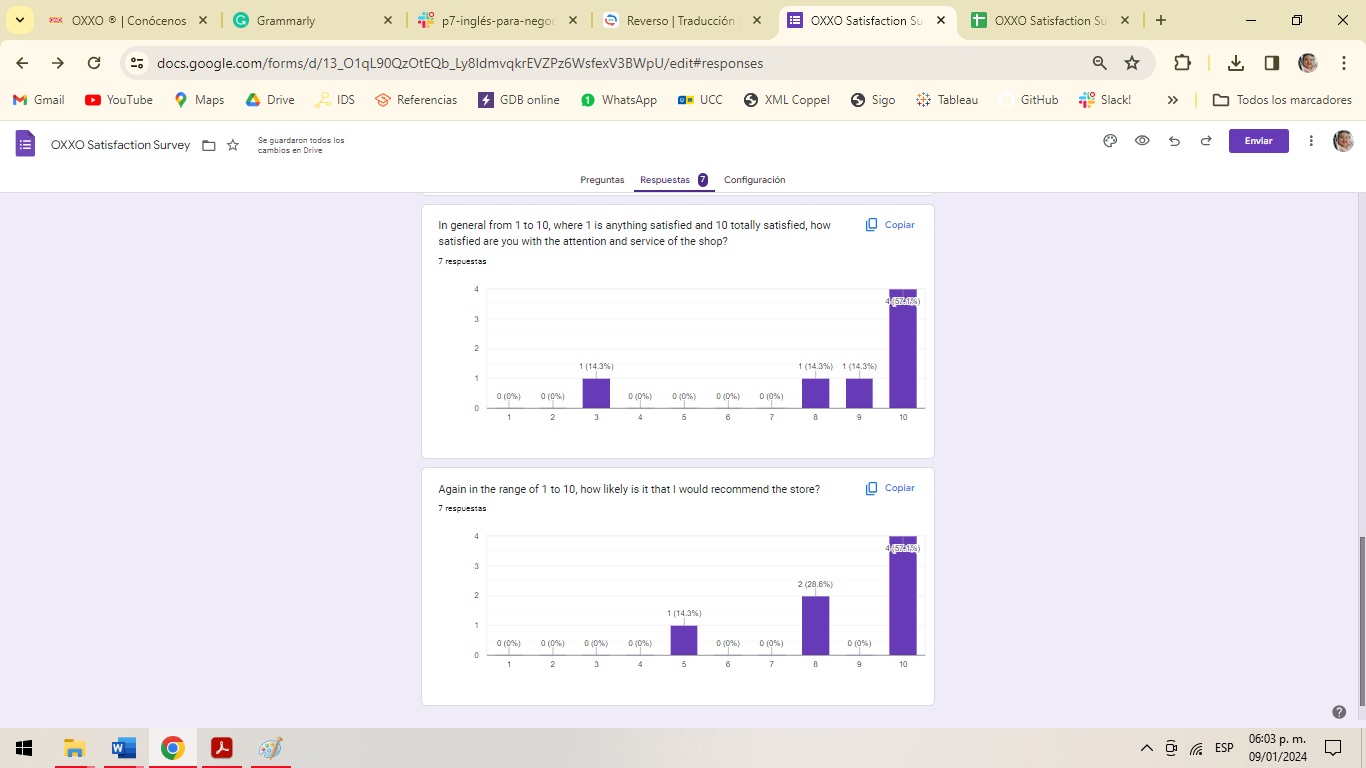 OXXO ® | Conócenos
Grammarly
p7-inglés-para-negoc
Reverso | Traducción
OXXO Satisfaction Su
OXXO Satisfaction Su
docs.google.com/forms/d/13_O1qL90QzOtEQb_Ly8IdmvqkrEVZPz6WsfexV3BWpU/edit#responses
Gmail YouTube Maps Drive IDS Referencias GDB online WhatsApp UCC XML Coppel Sigo Tableau GitHub Slack! » Todos los marcadores
OXXO Satisfaction Survey
Se guardaron todos los
cambios en Drive
Enviar
Preguntas Respuestas 7 Configuración
In general from 1 to 10, where 1 is anything satisfied and 10 totally satisfied, how
satisfied are you with the attention and service of the shop?
Copiar
7 respuestas
4
3
2
1
0
0 (0%) 0 (0%) 1 (14.3%) 0 (0%) 0 (0%) 0 (0%) 0 (0%) 1 (14.3%) 1 (14.3%) 4 (57.1%)
1 2 3 4 5 6 7 8 9 10
Again in the range of 1 to 10, how likely is it that I would recommend the store?
Copiar
7 respuestas
4
3
2
1
0
0 (0%) 0 (0%) 0 (0%) 0 (0%) 1 (14.3%) 0 (0%) 0 (0%) 2 (28.6%) 0 (0%) 4 (57.1%)
1 2 3 4 5 6 7 8 9 10
ESP
06:03 p. m.
09/01/2024